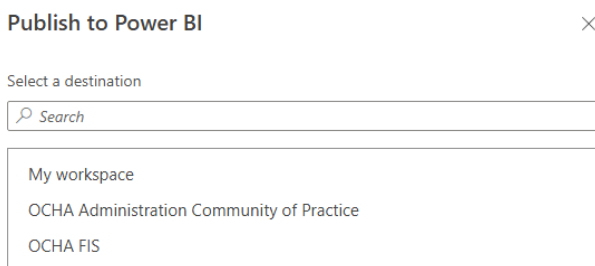 Publish to Power BI
Select a destination
Search
My workspace
OCHA Administration Community of Practice
OCHA FIS